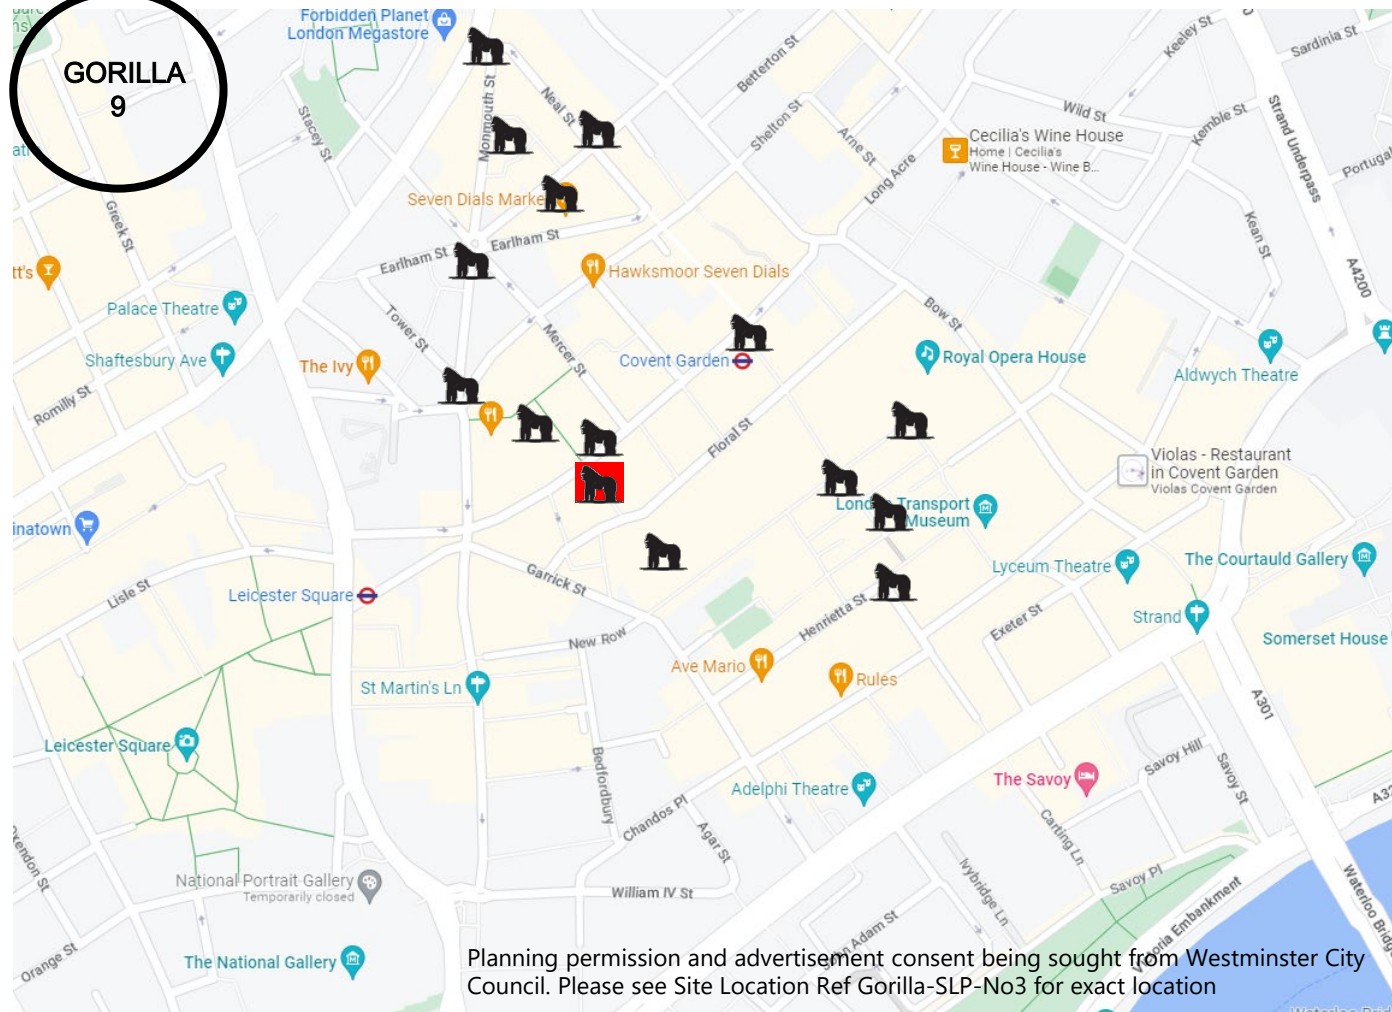 GORILLA
9
Forbidden Planet
London Megastore
Stacey St
Monmouth St
Neal St
Betterton St
Shelton St
Arne St
Long Acre
Keeley St
Sardinia St
Wild St
Kemble St
Strand Underpass
Cecilia's Wine House
Home | Cecilia's
Wine House - Wine B...
Greek St
Seven Dials Marke
Earlham St
Earlham St
Kean St
A4200
tt's
Hawksmoor Seven Dials
Palace Theatre
Tower St
Mercer St
Bow St
Shaftesbury Ave
The Ivy
Covent Garden
Royal Opera House
Aldwych Theatre
Romilly St
Floral St
Violas - Restaurant
in Covent Garden
Violas Covent Garden
inatown
Transport
Museum
Lyceum Theatre
The Courtauld Gallery
Lisle St
Leicester Square
Garrick St
Henrietta St
Exeter St
Strand
New Row
Somerset House
Ave Mario
Rules
St Martin's Ln
A301
Leicester Square
Bedfordbury
Savoy Hill
Savoy St
The Savoy
Adelphi Theatre
Chandos Pl
Agar St
Carting Ln
National Portrait Gallery
Temporarily closed
William IV St
Ivybridge Ln
Savoy Pl
Orange St
The National Gallery
Adam St
Embankment
Planning permission and advertisement consent being sought from Westminster City
Council. Please see Site Location Ref Gorilla-SLP-No3 for exact location